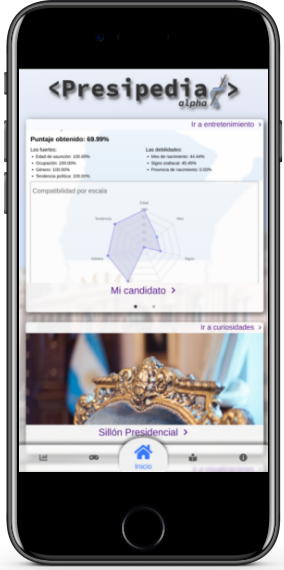 <Presipedia>
alpha
Ir a entretenimiento >
Puntaje obtenido: 69.99%
Las fuertes:
• Edad de asunción: 100.00%
• Ocupación: 100.00%
• Género: 100.00%
• Tendencia política: 100.00%
Las debilidades:
• Mes de nacimiento: 44.44%
• Signo zodiacal: 45.45%
• Provincia de nacimiento: 0.00%
Compatibilidad por escala
Edad
Tendencia
Mes
Género
Signo
Mi candidato >
Ir a curiosidades >
Sillón Presidencial >
Inicio